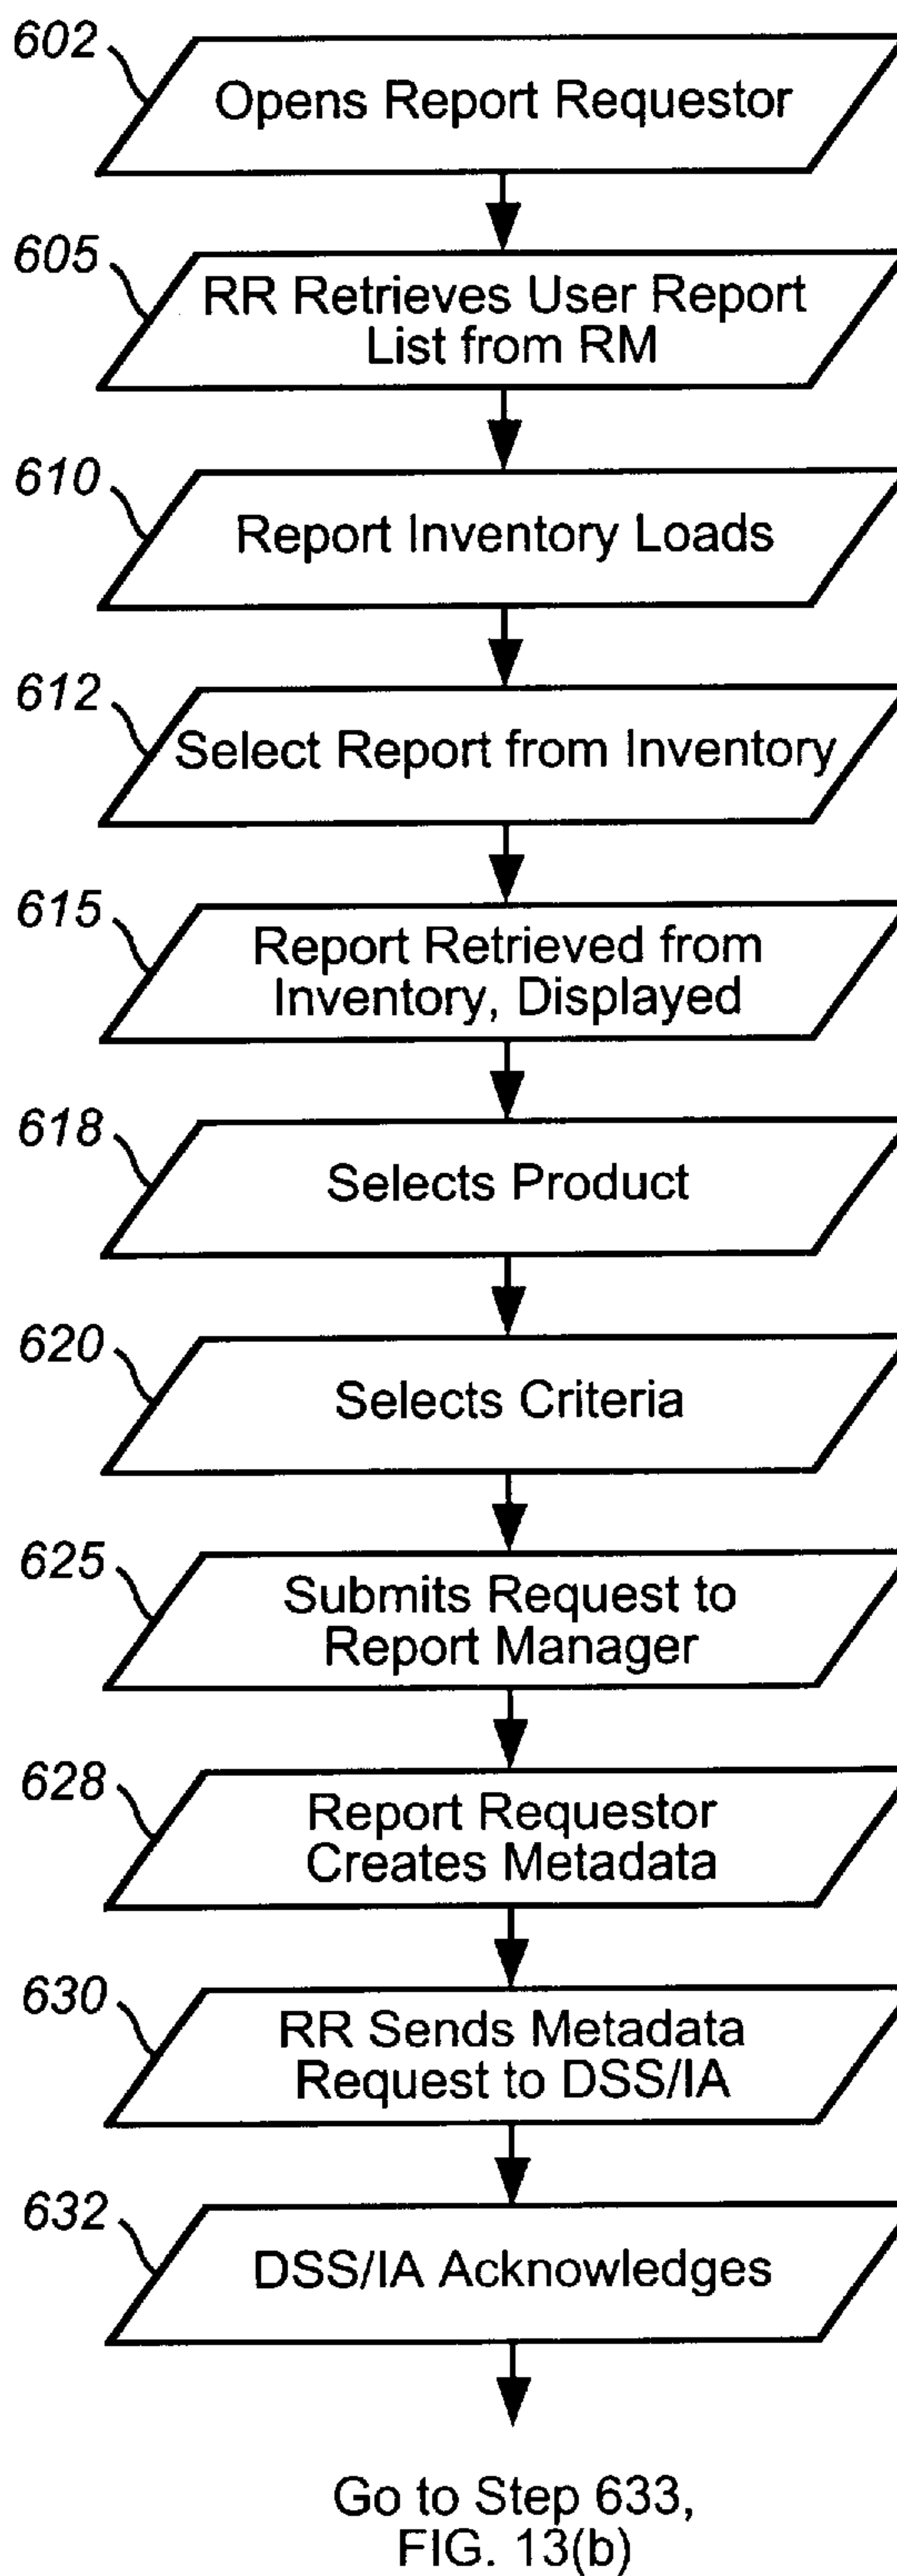 602
Opens Report Requestor
605
RR Retrieves User Report
List from RM
610
Report Inventory Loads
612
Select Report from Inventory
615
Report Retrieved from
Inventory, Displayed
618
Selects Product
620
Selects Criteria
625
Submits Request to
Report Manager
628
Report Requestor
Creates Metadata
630
RR Sends Metadata
Request to DSS/IA
632
DSS/IA Acknowledges
Go to Step 633,
FIG. 13(b)